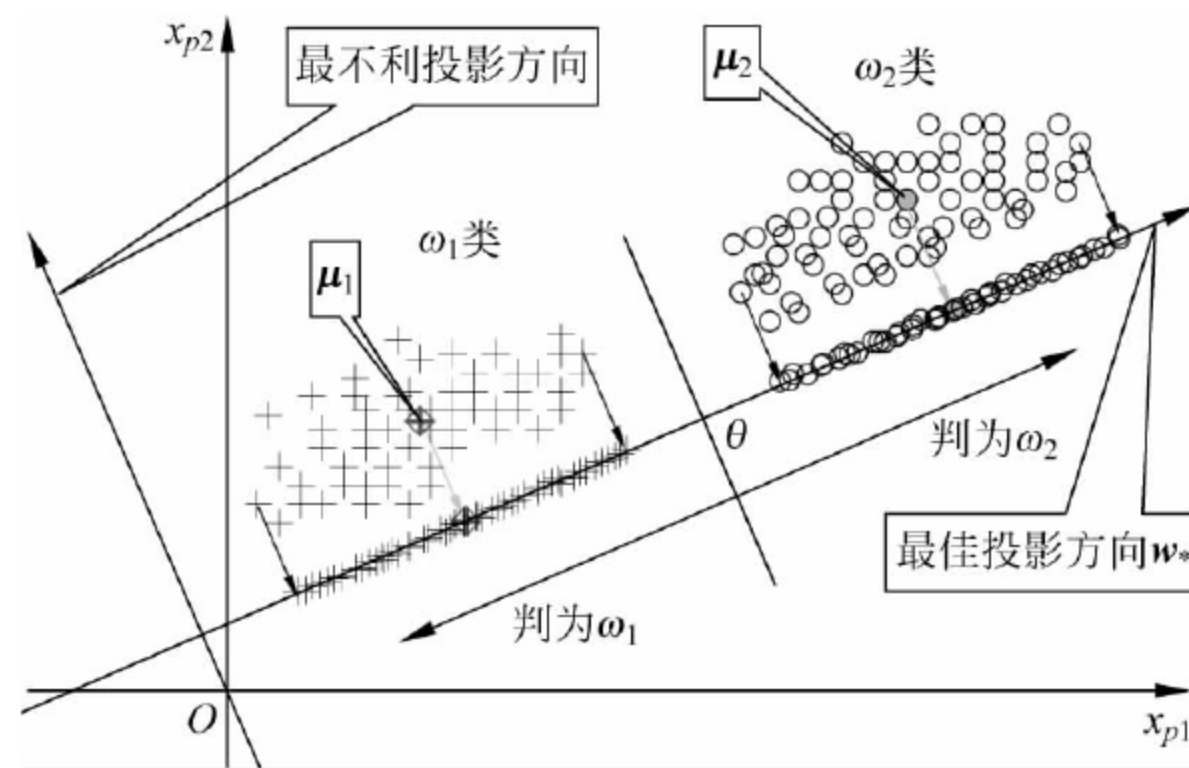 x_{p2}
最不利投影方向
μ₂
ω₂类
ω₁类
μ₁
θ
判为ω₂
最佳投影方向w*
判为ω₁
O
x_{p1}